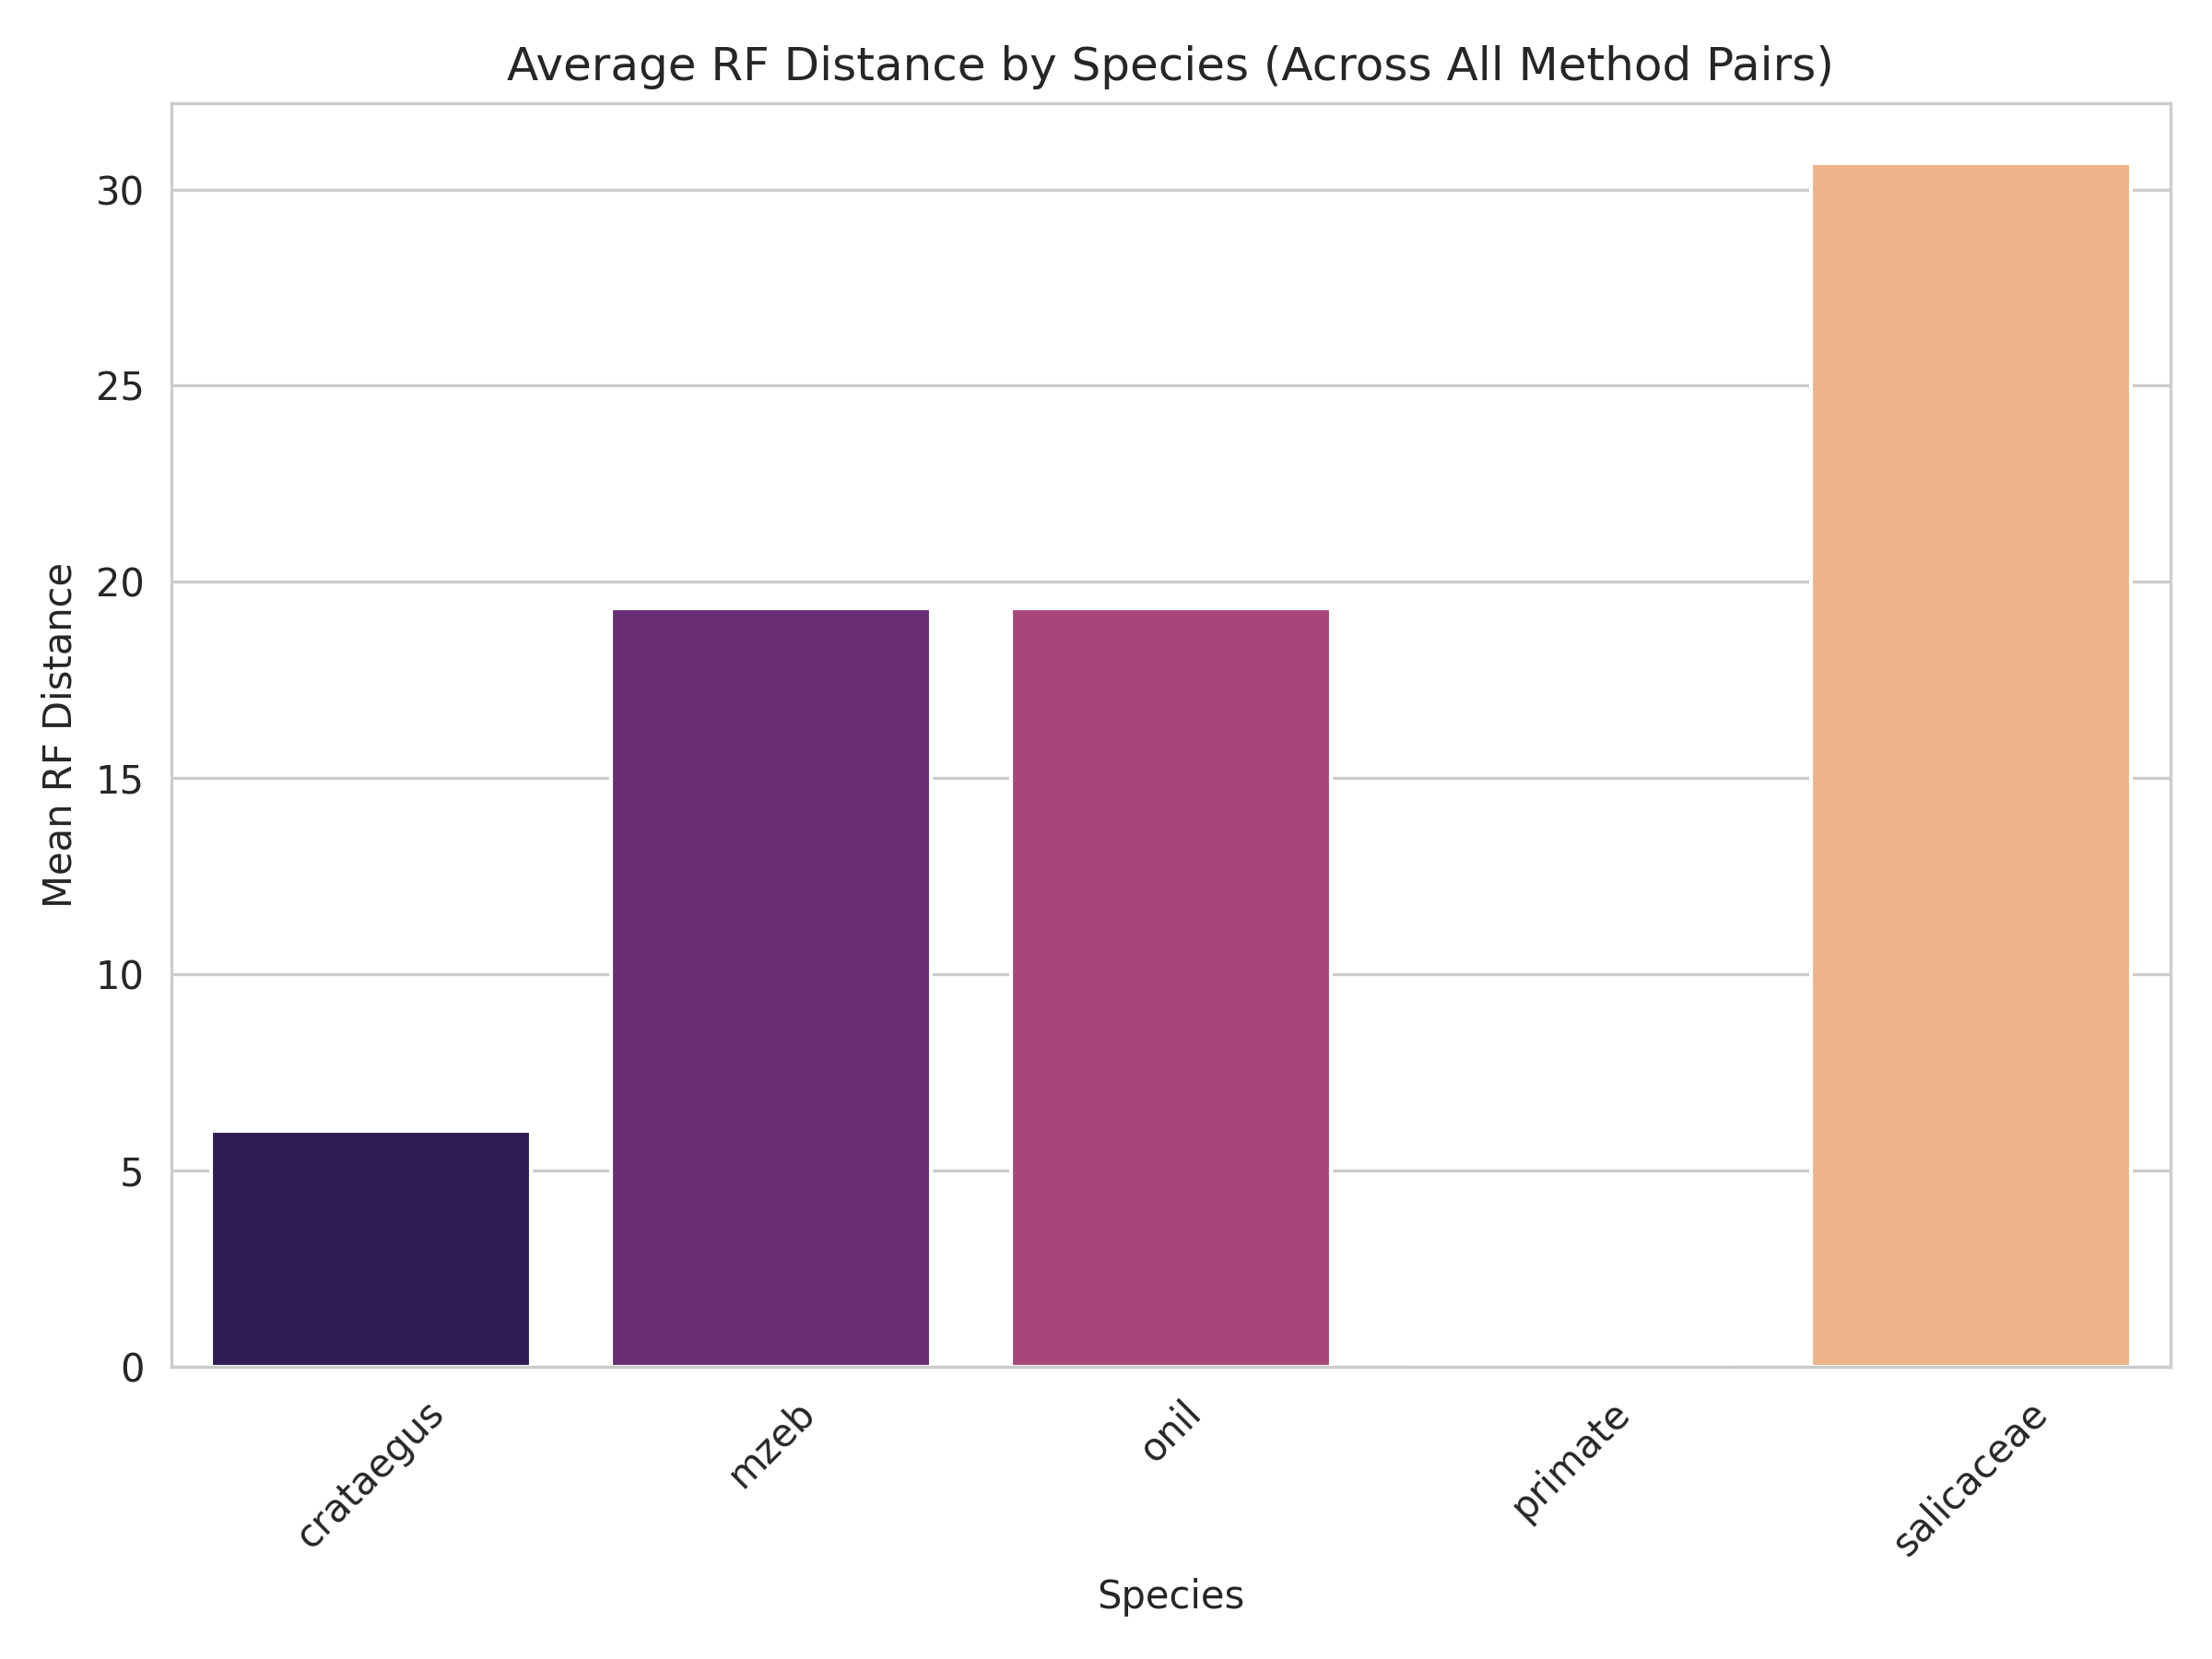 Average RF Distance by Species (Across All Method Pairs)
Mean RF Distance
30
25
20
15
10
5
0
crataegus
mzeb
onil
primate
salicaceae
Species